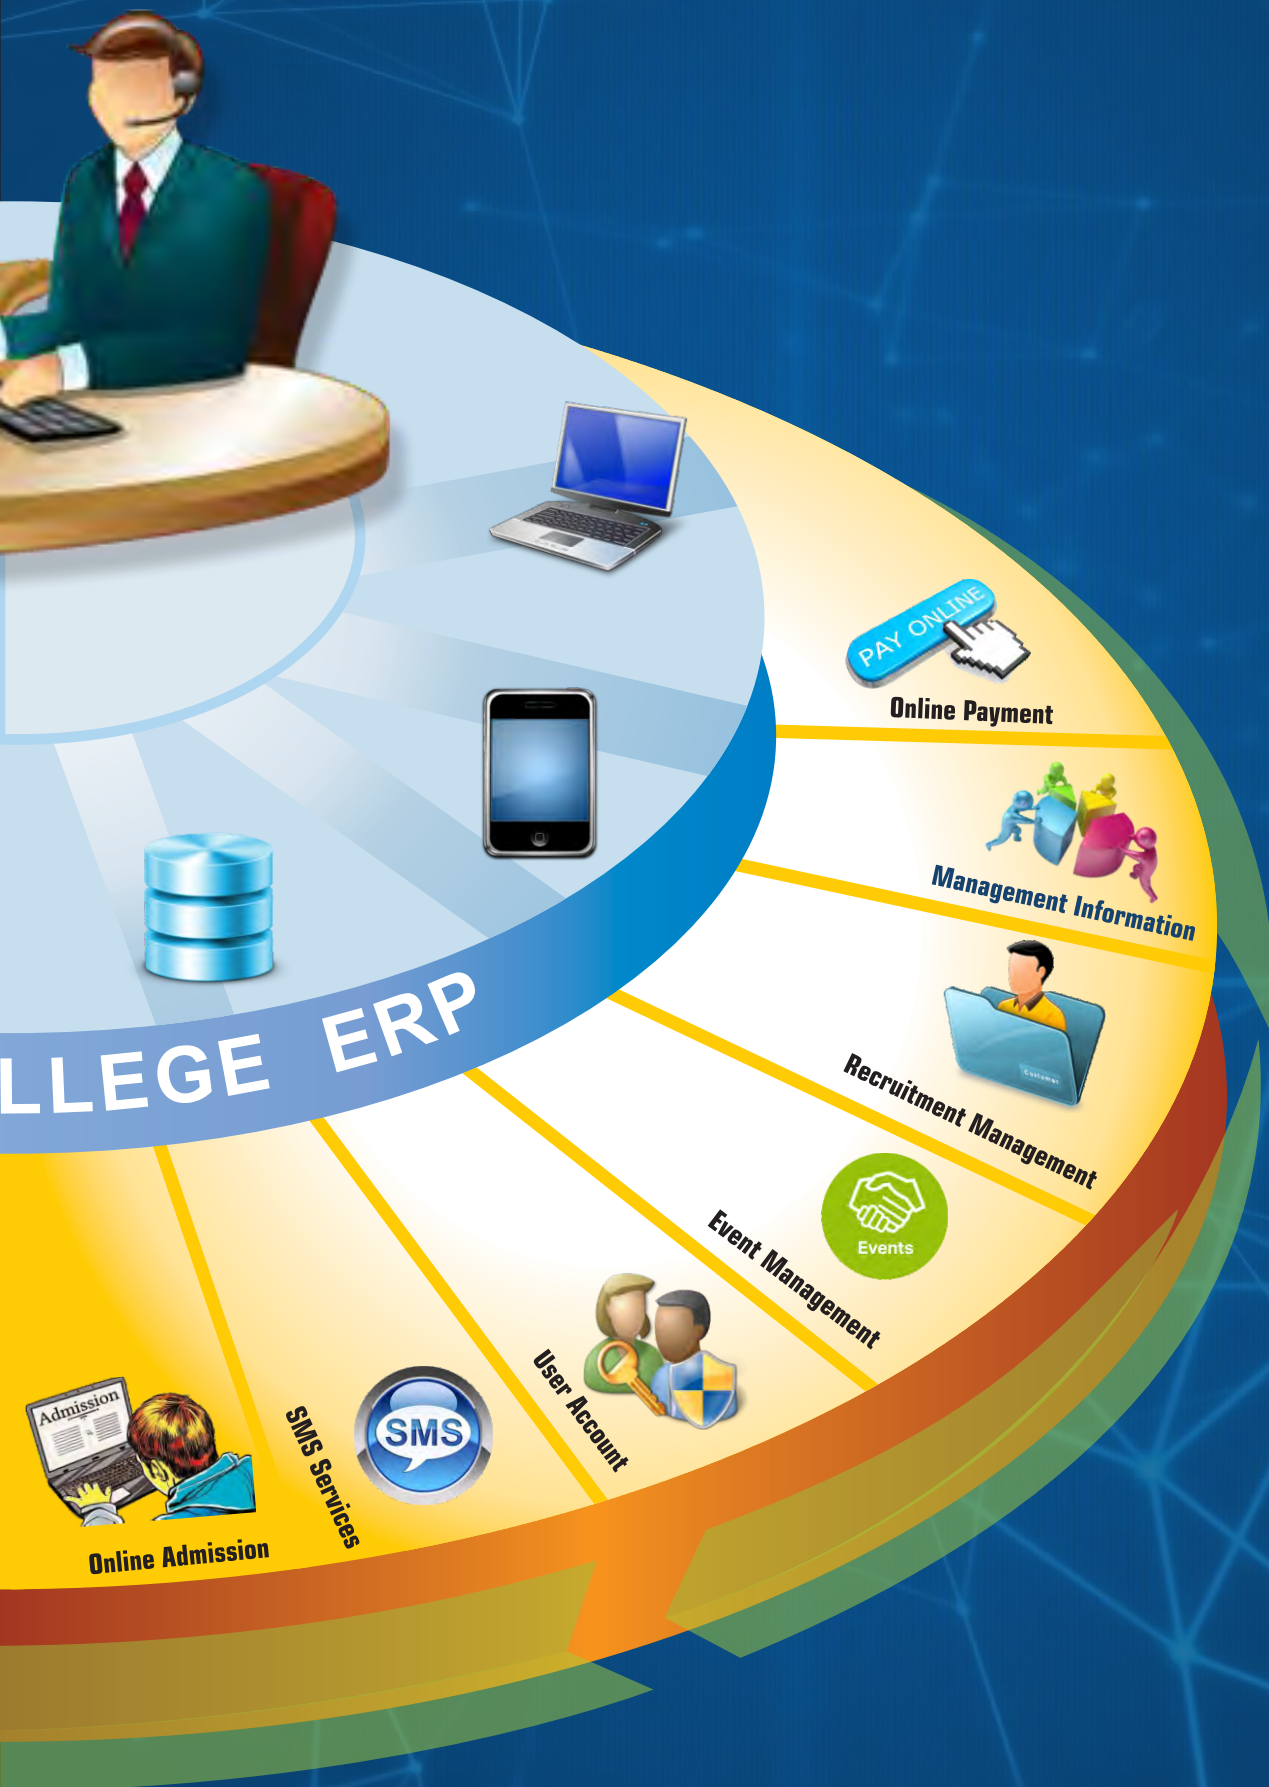 PAY ONLINE
Online Payment
Management Information
Customer
Recruitment Management
Events
Event Management
User Account
SMS
SMS Services
Admission
Online Admission
LLEGE ERP